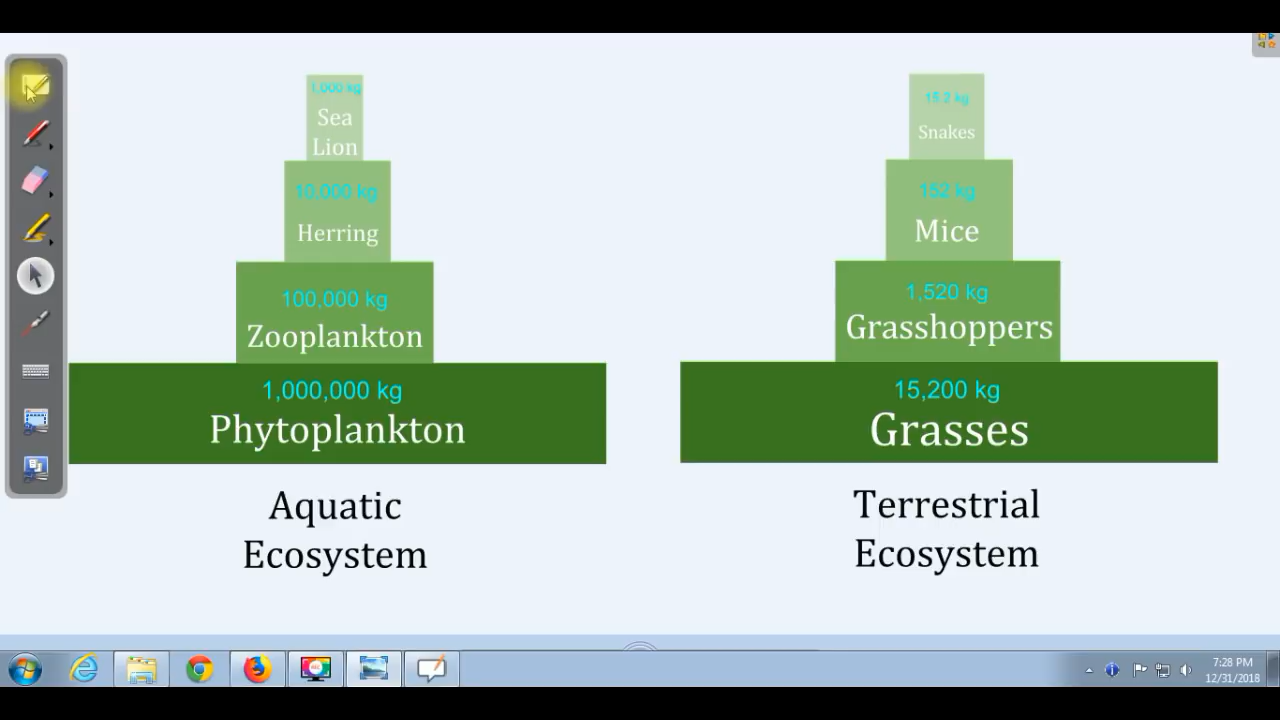 1,000 kg
Sea
Lion
10,000 kg
Herring
100,000 kg
Zooplankton
1,000,000 kg
Phytoplankton
Aquatic
Ecosystem
15.2 kg
Snakes
152 kg
Mice
1,520 kg
Grasshoppers
15,200 kg
Grasses
Terrestrial
Ecosystem
7:28 PM
12/31/2018